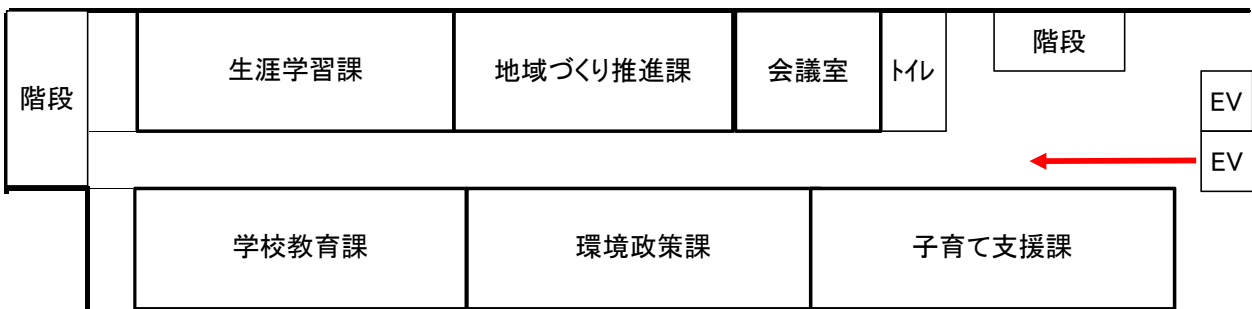 階段
生涯学習課
地域づくり推進課
会議室
トイレ
階段
EV
EV
学校教育課
環境政策課
子育て支援課